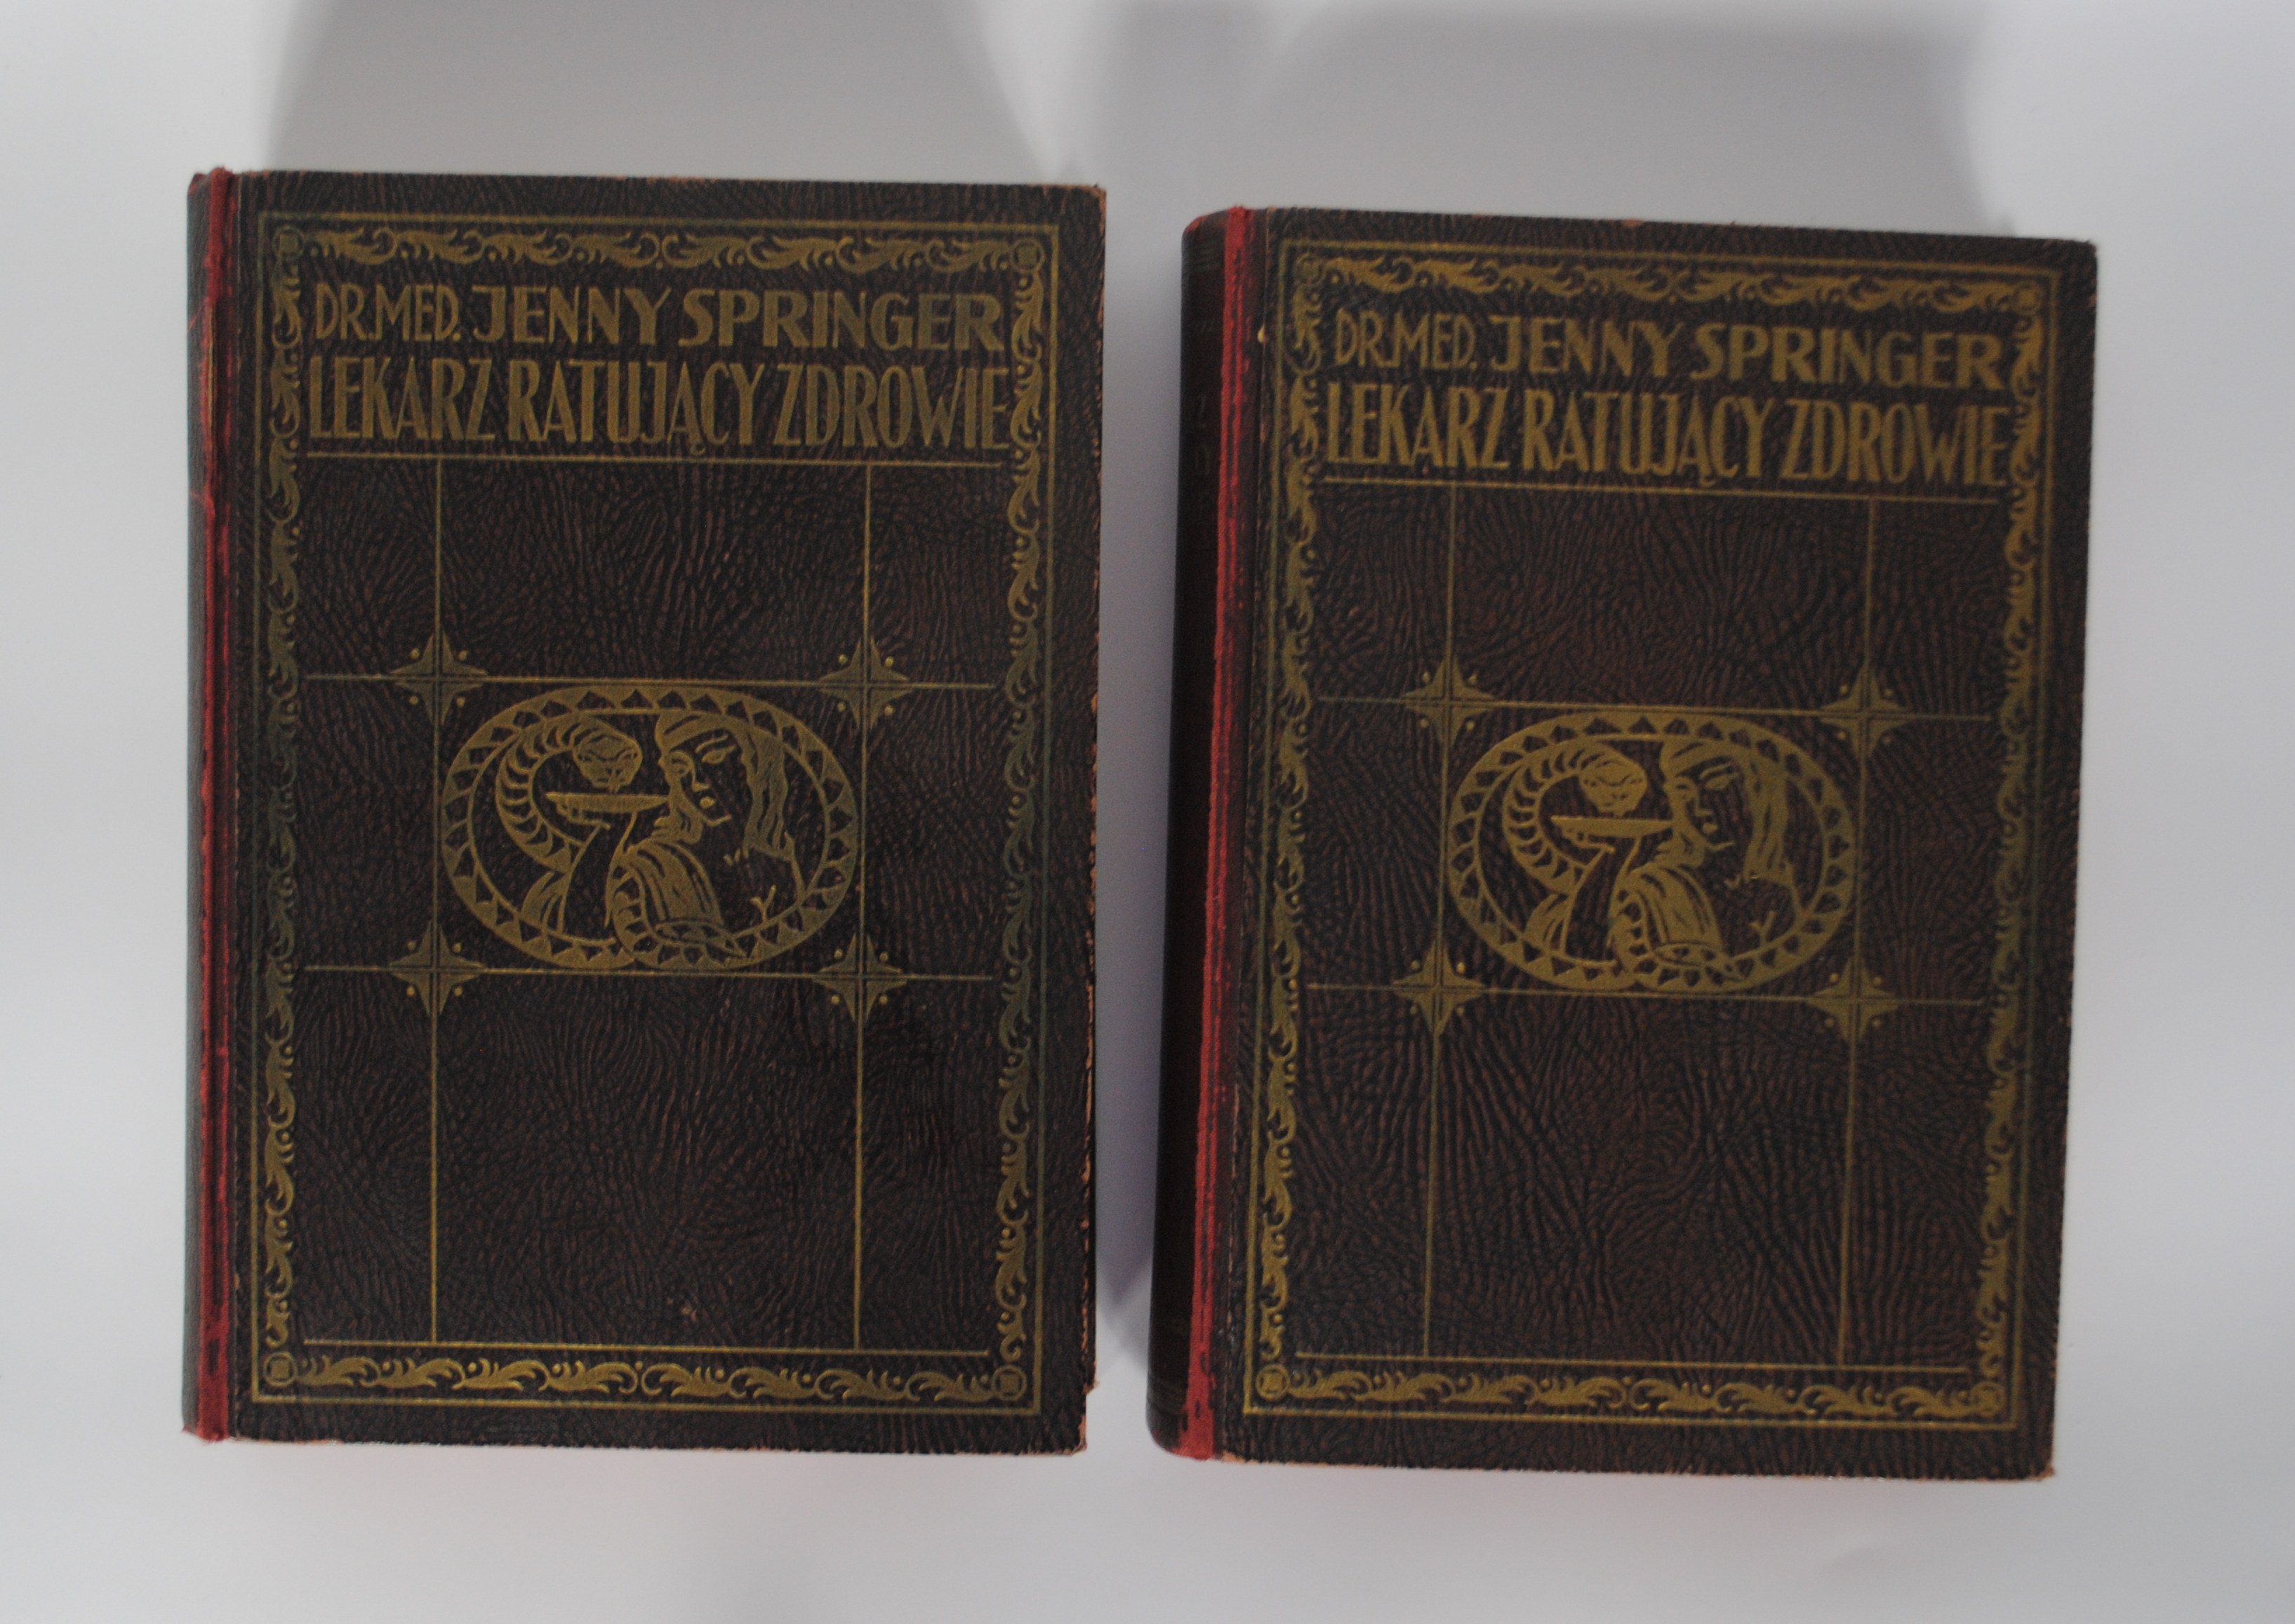 DR.MED. JENNY SPRINGER
LEKARZ RATUJĄCY ZDROWIE
DR.MED. JENNY SPRINGER
LEKARZ RATUJĄCY ZDROWIE